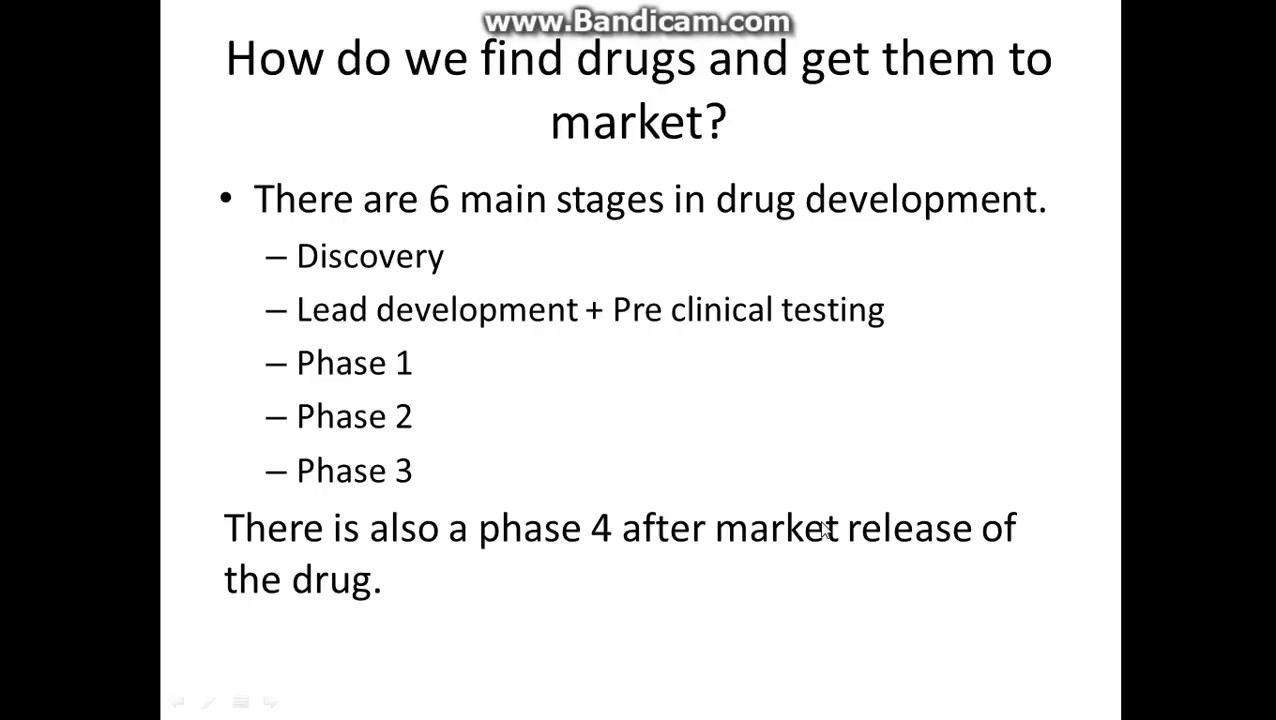 www.Bandicam.com
How do we find drugs and get them to
market?
• There are 6 main stages in drug development.
– Discovery
– Lead development + Pre clinical testing
– Phase 1
– Phase 2
– Phase 3
There is also a phase 4 after market release of
the drug.